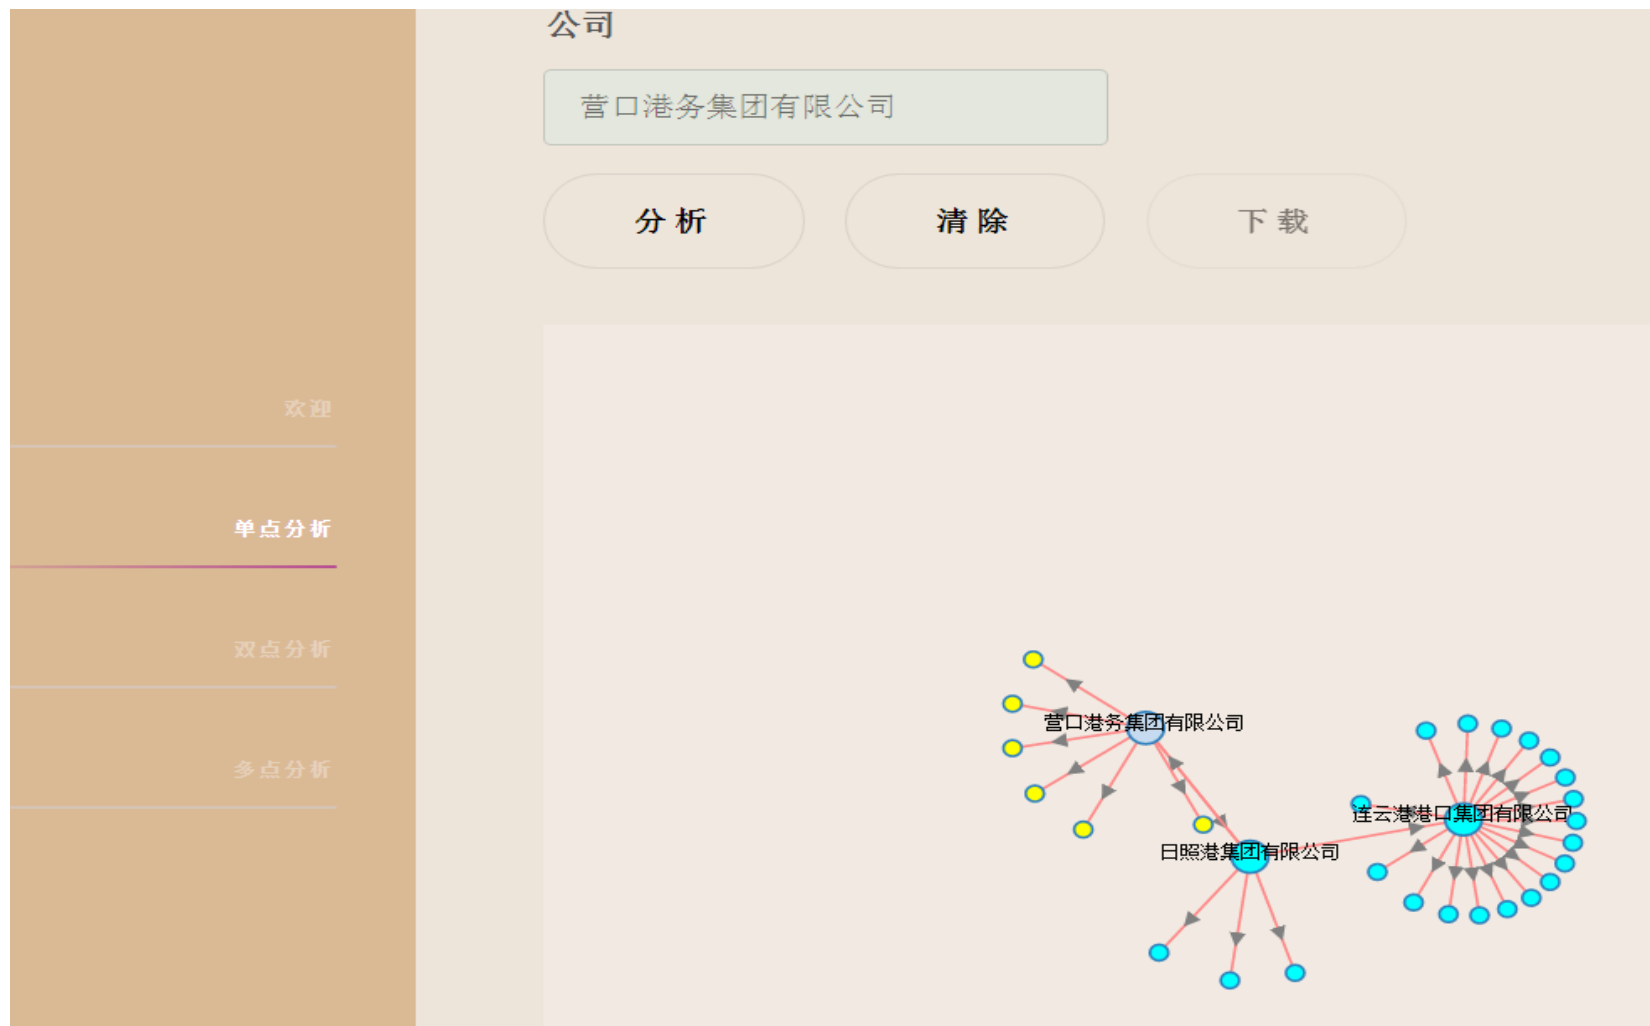 公司
营口港务集团有限公司
分析
清除
下载
欢迎
单点分析
双点分析
多点分析
营口港务集团有限公司
连云港港口集团有限公司
日照港集团有限公司